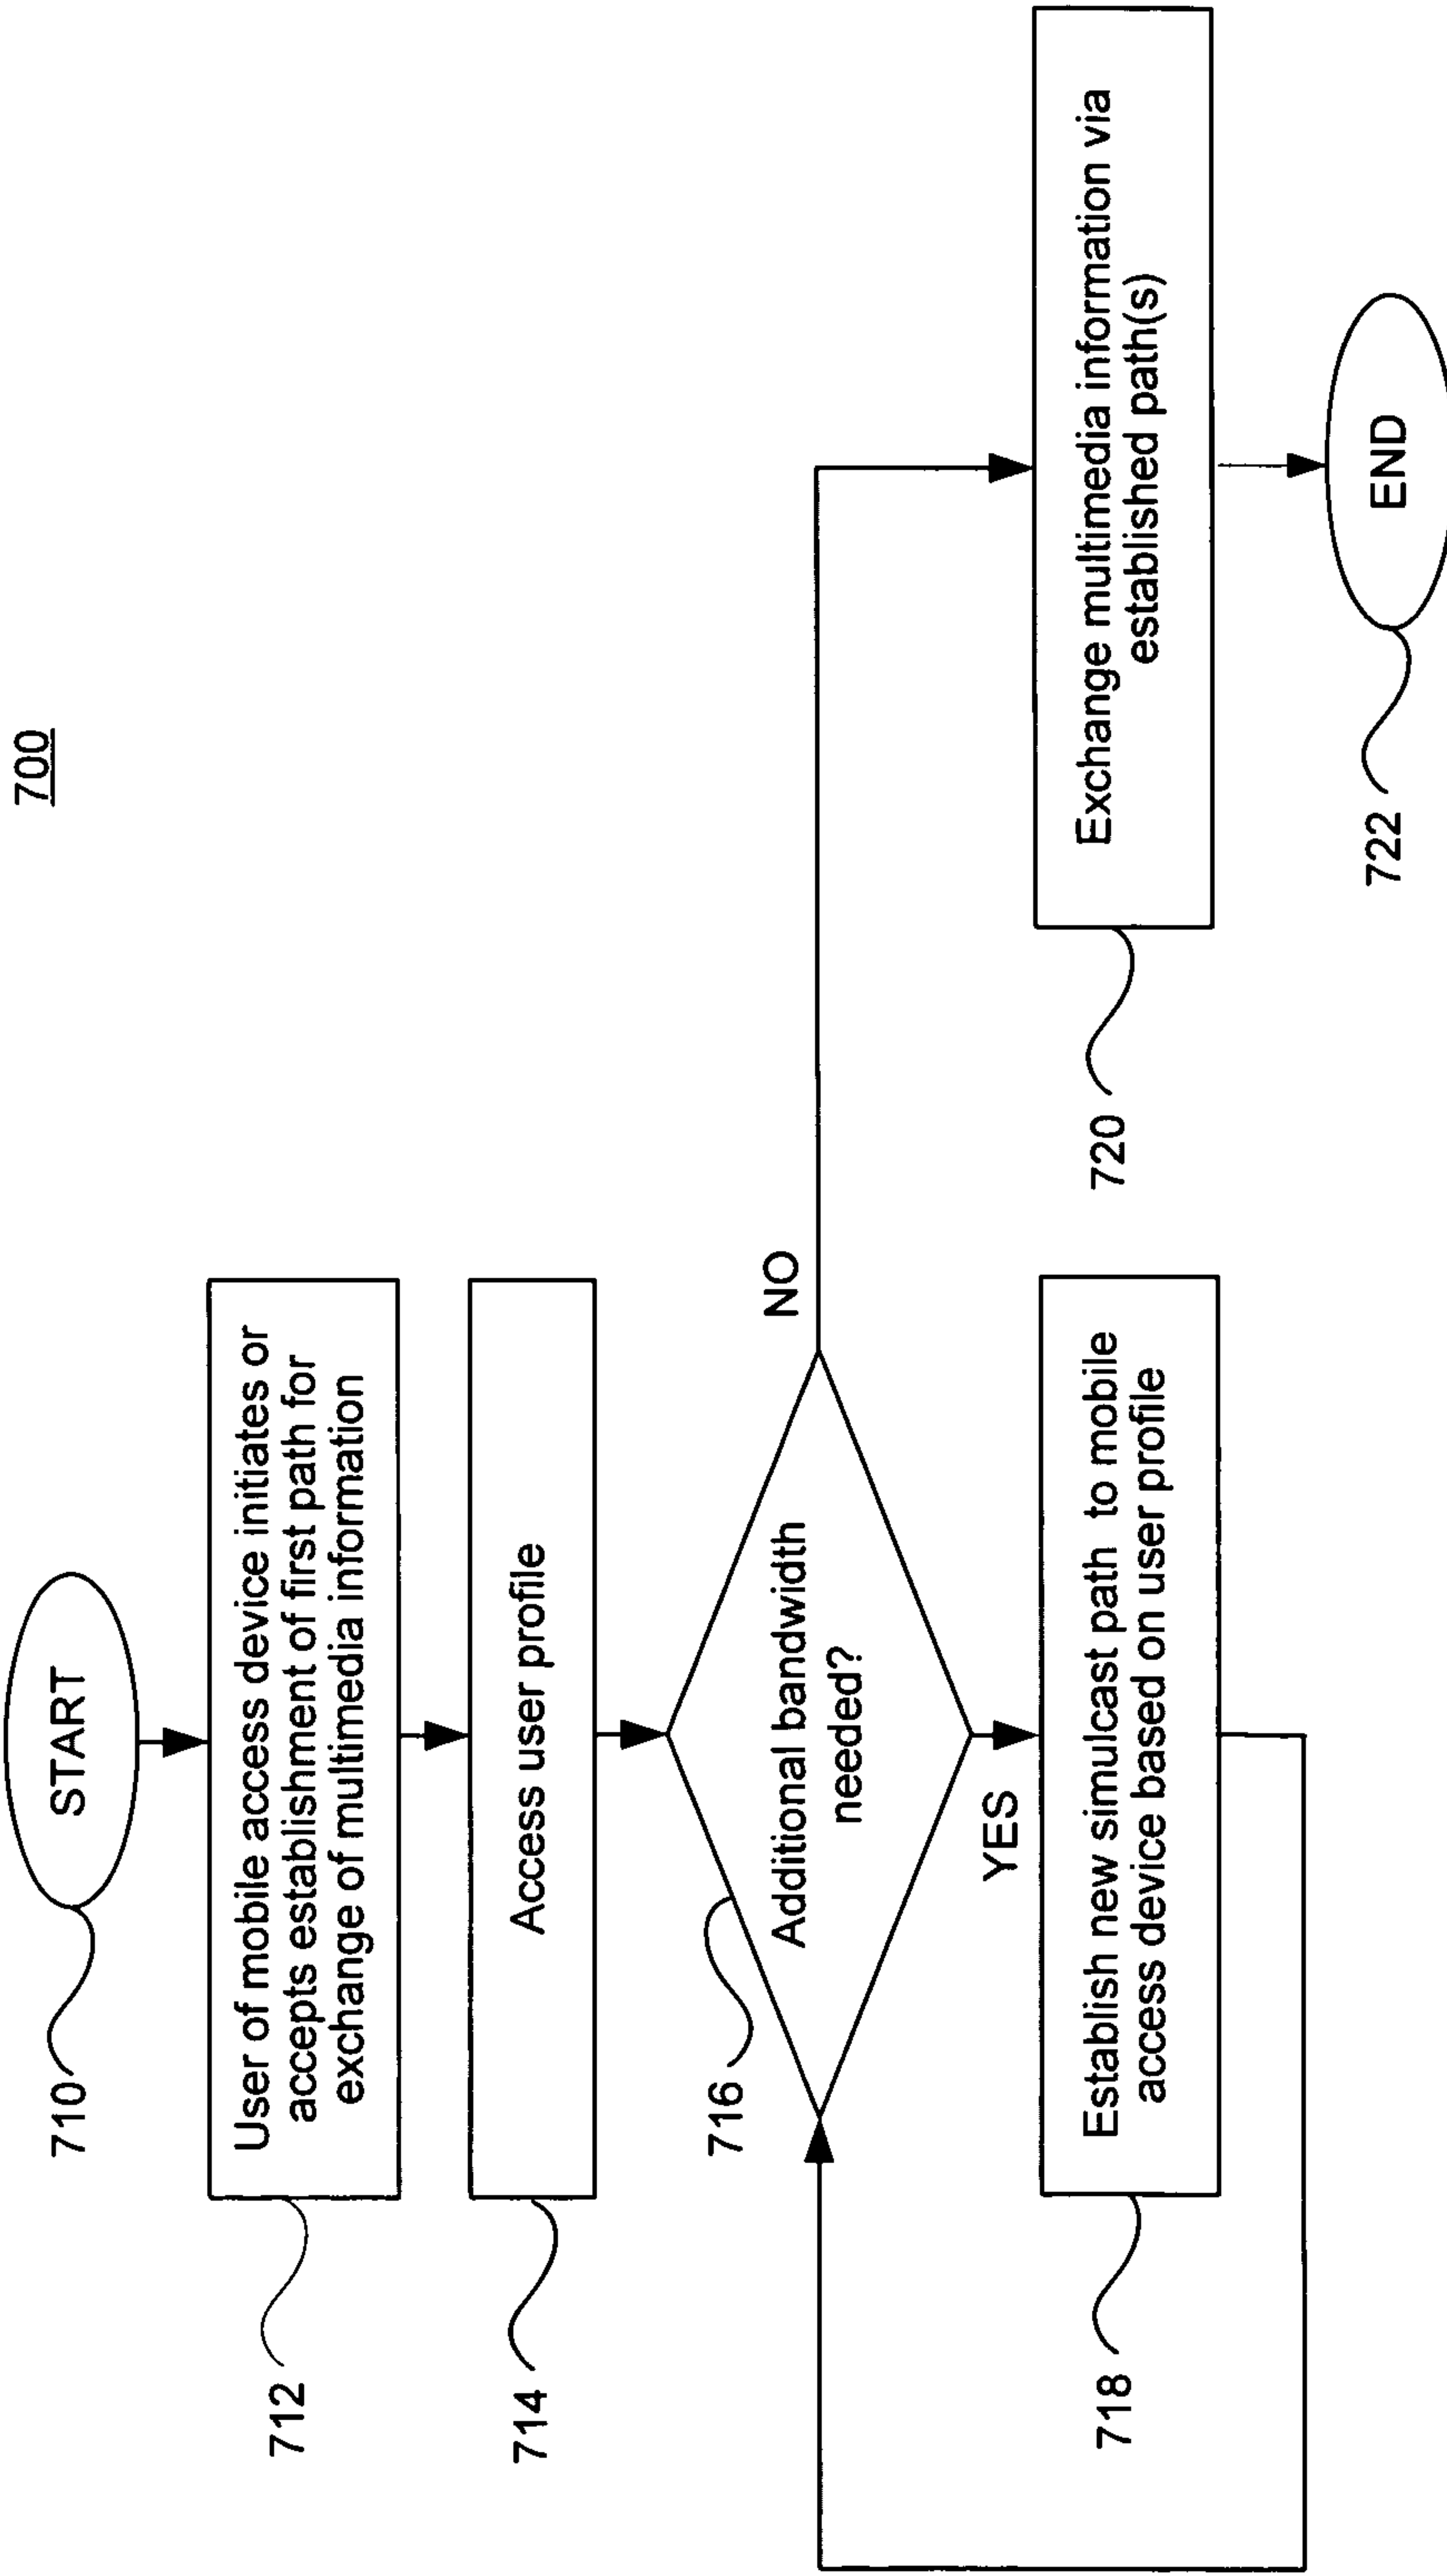 700
START
710
User of mobile access device initiates or
accepts establishment of first path for
exchange of multimedia information
712
Access user profile
714
Additional bandwidth
needed?
716
NO
YES
Establish new simulcast path to mobile
access device based on user profile
718
Exchange multimedia information via
established path(s)
720
END
722